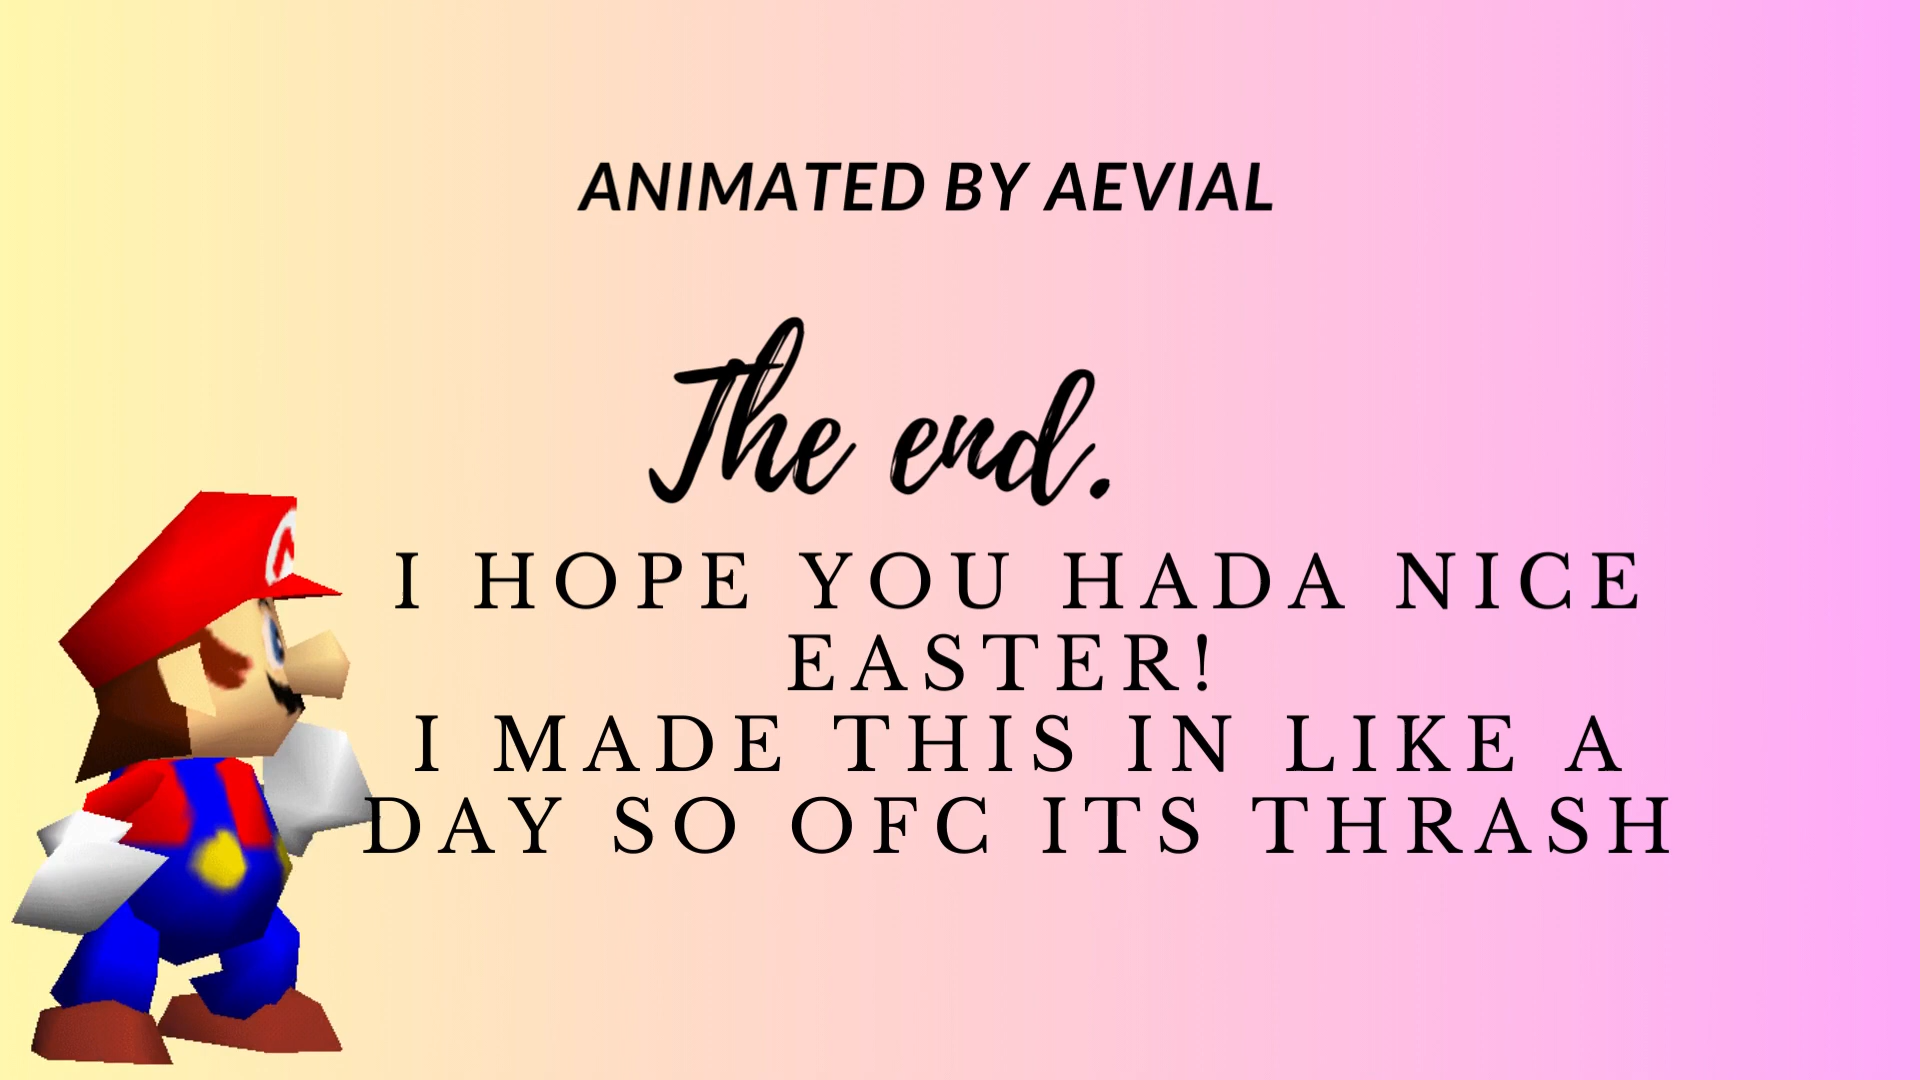 ANIMATED BY AEVIAL
The end.
I HOPE YOU HADA NICE
EASTER!
I MADE THIS IN LIKE A
DAY SO OFC ITS THRASH